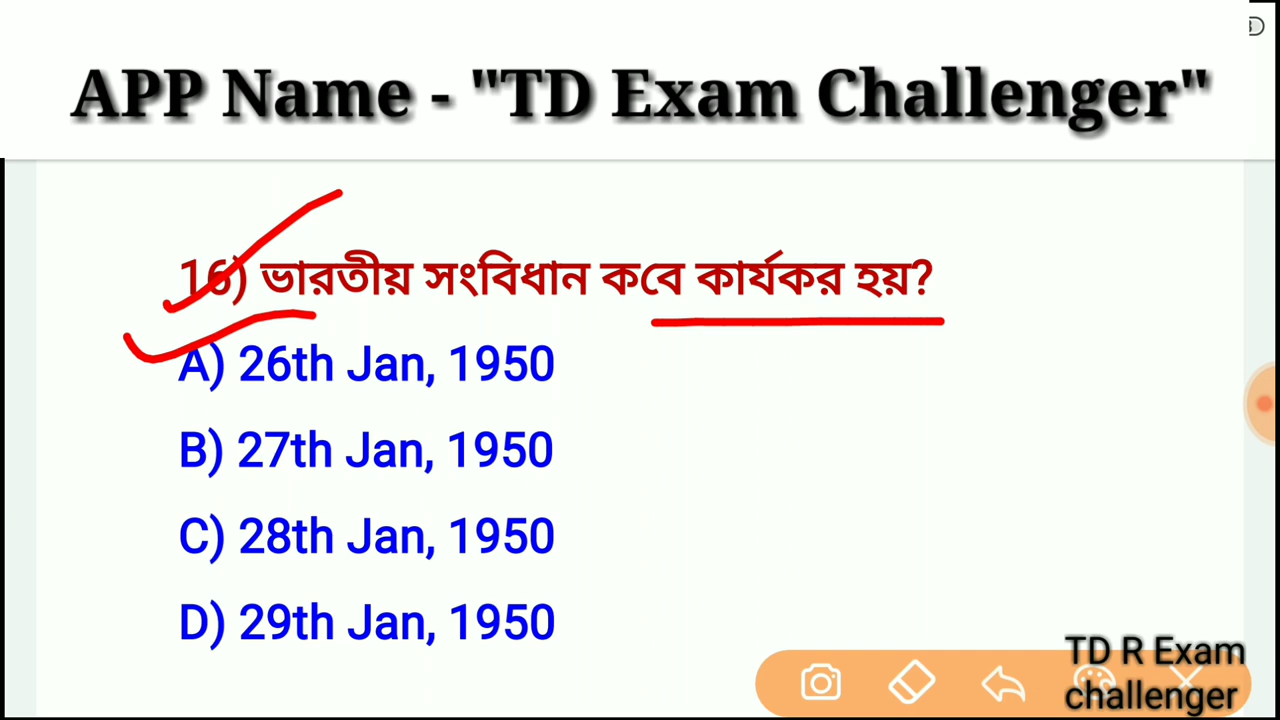 APP Name - "TD Exam Challenger"
16) ভারতীয় সংবিধান কবে কার্যকর হয়?
A) 26th Jan, 1950
B) 27th Jan, 1950
C) 28th Jan, 1950
D) 29th Jan, 1950
TD R Exam
challenger